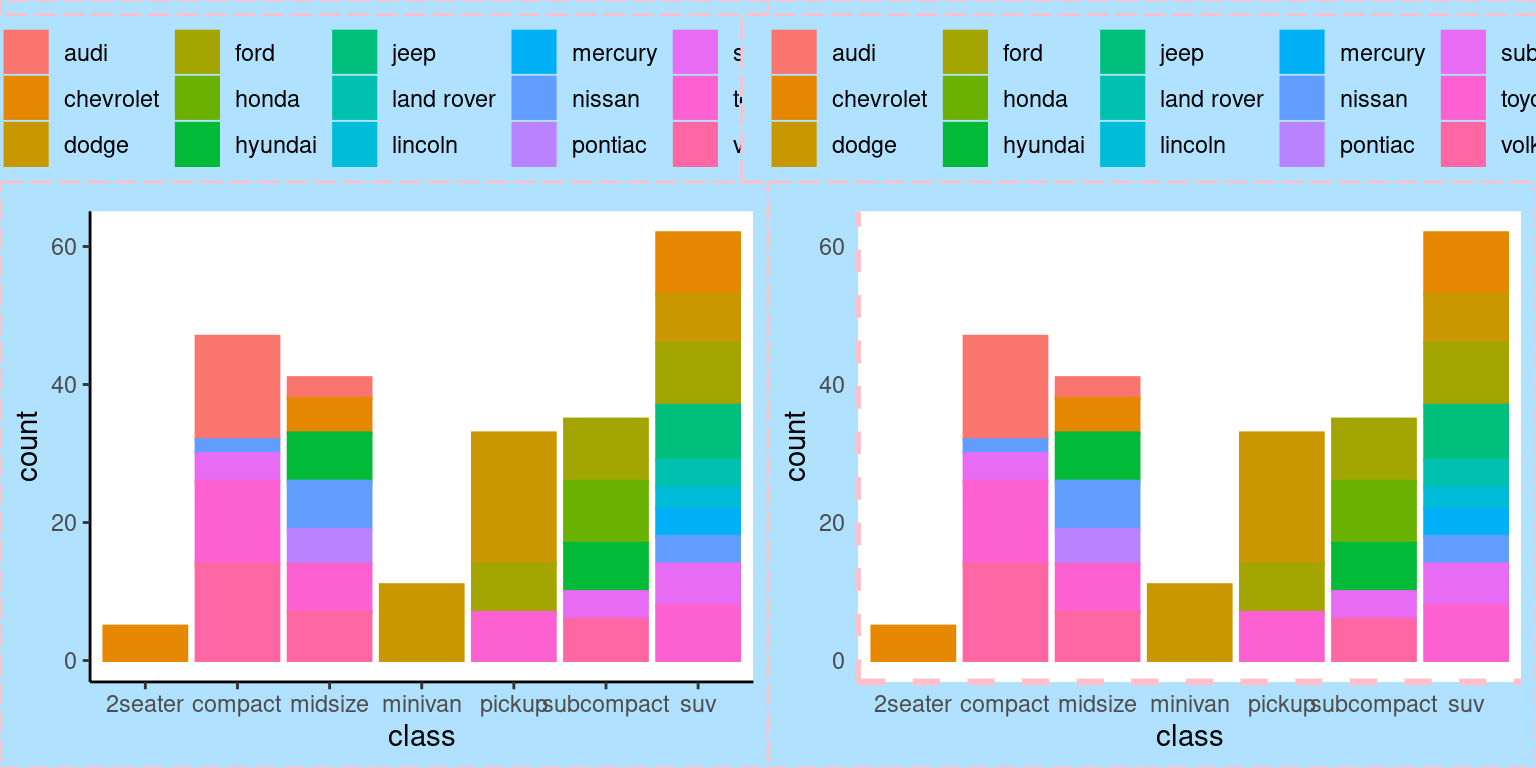 audi ford jeep mercury s audi ford jeep mercury sub
chevrolet honda land rover nissan t chevrolet honda land rover nissan toyo
dodge hyundai lincoln pontiac v dodge hyundai lincoln pontiac volk
60 60
40 40
20 20
0 0
count count
2seater compact midsize minivan pickup subcompact suv 2seater compact midsize minivan pickup subcompact suv
class class